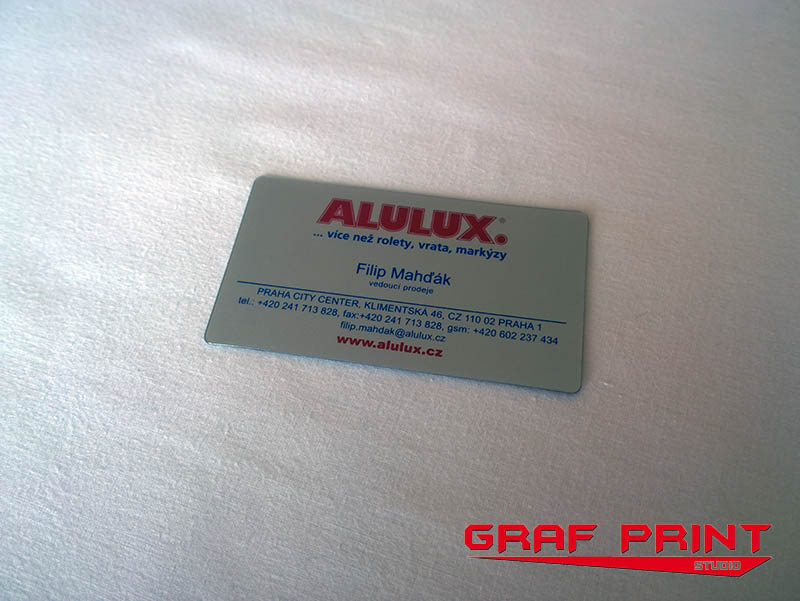 ALULUX.®
... více než rolety, vrata, markýzy
Filip Mahďák
vedoucí prodeje
PRAHA CITY CENTER, KLIMENTSKÁ 46, CZ 110 02 PRAHA 1
tel.: +420 241 713 828, fax:+420 241 713 828, gsm: +420 602 237 434
filip.mahdak@alulux.cz
www.alulux.cz
GRAF PRINT
STUDIO